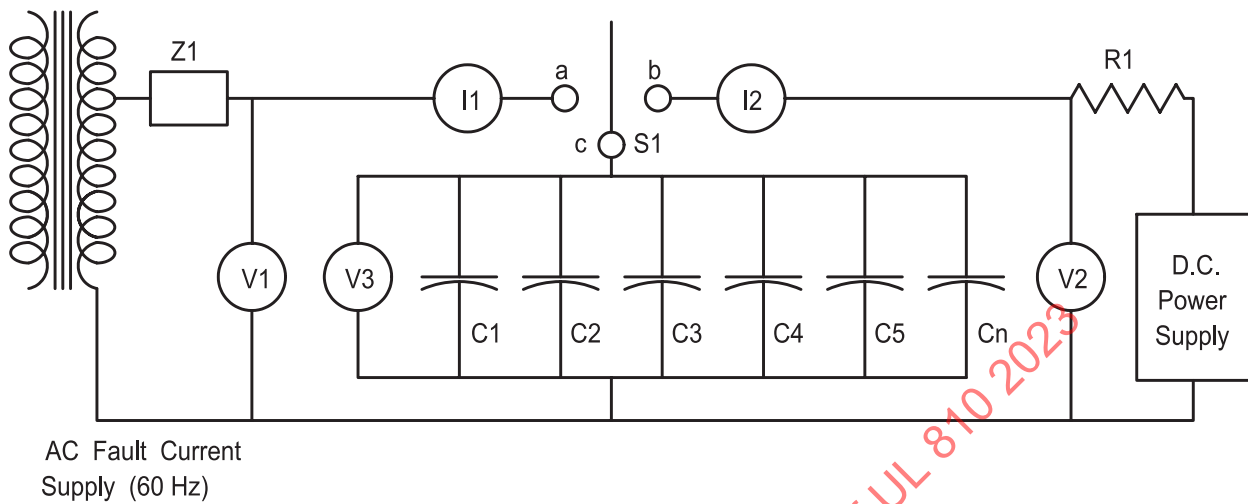 Z1
I1
a
b
I2
R1
c
S1
V1
V3
C1
C2
C3
C4
C5
Cn
V2
D.C.
Power
Supply
UL 810 2023
AC Fault Current
Supply (60 Hz)